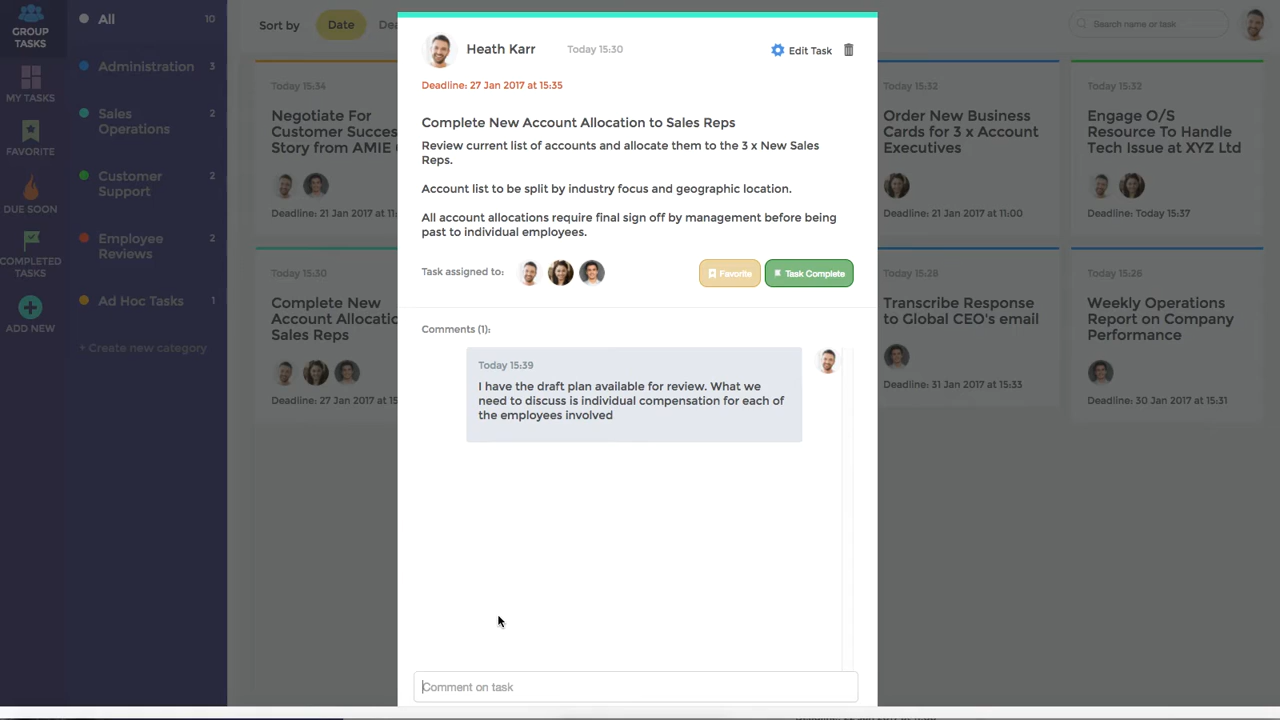 GROUP
TASKS
MY TASKS
FAVORITE
DUE SOON
COMPLETED
TASKS
ADD NEW
All 10
Administration 3
Sales 2
Operations
Customer 2
Support
Employee 2
Reviews
Ad Hoc Tasks 1
+ Create new category
Sort by Date
Search name or task
Today 15:34
Negotiate For
Customer Succes
Story from AMIE
Deadline: 21 Jan 2017 at 11:
Today 15:30
Complete New
Account Allocatio
Sales Reps
Deadline: 27 Jan 2017 at 15
Heath Karr Today 15:30
Edit Task
Deadline: 27 Jan 2017 at 15:35
Complete New Account Allocation to Sales Reps
Review current list of accounts and allocate them to the 3 x New Sales
Reps.
Account list to be split by industry focus and geographic location.
All account allocations require final sign off by management before being
past to individual employees.
Task assigned to:
Favorite
Task Complete
Comments (1):
Today 15:39
I have the draft plan available for review. What we
need to discuss is individual compensation for each of
the employees involved
Comment on task
Today 15:32
Order New Business
Cards for 3 x Account
Executives
Deadline: 21 Jan 2017 at 11:00
Today 15:32
Engage O/S
Resource To Handle
Tech Issue at XYZ Ltd
Deadline: Today 15:37
Today 15:28
Transcribe Response
to Global CEO's email
Deadline: 31 Jan 2017 at 15:33
Today 15:26
Weekly Operations
Report on Company
Performance
Deadline: 30 Jan 2017 at 15:31